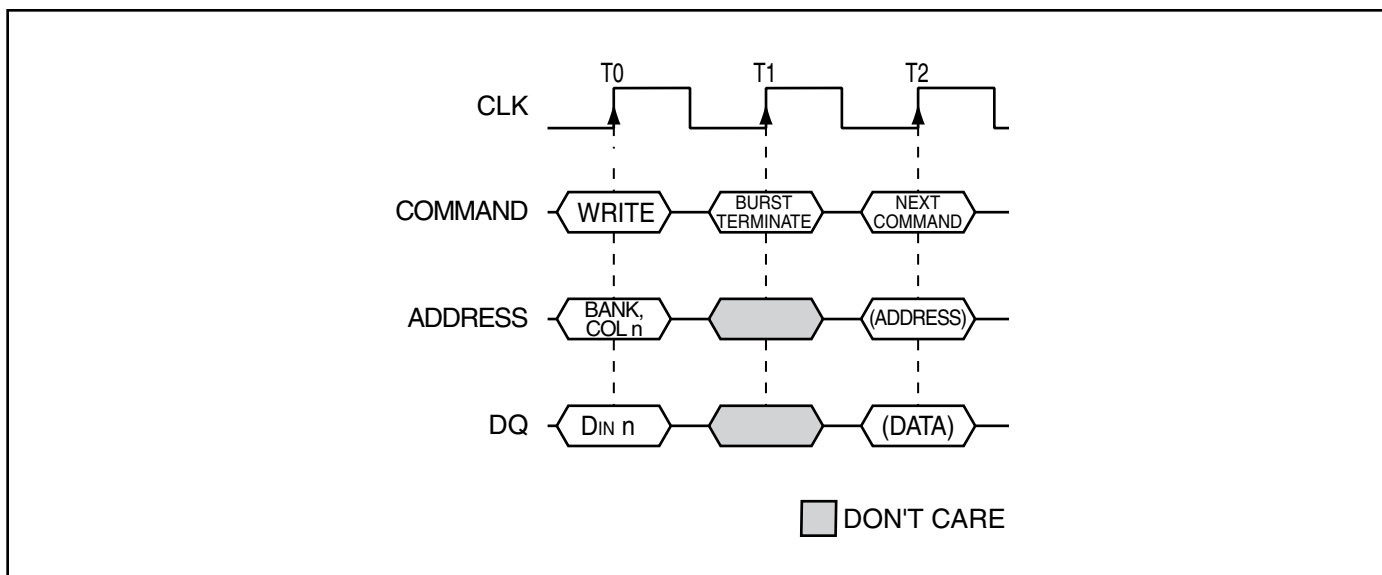 T0 T1 T2
CLK
COMMAND WRITE BURST TERMINATE NEXT COMMAND
ADDRESS BANK, COL n (ADDRESS)
DQ DIN n (DATA)
DON'T CARE